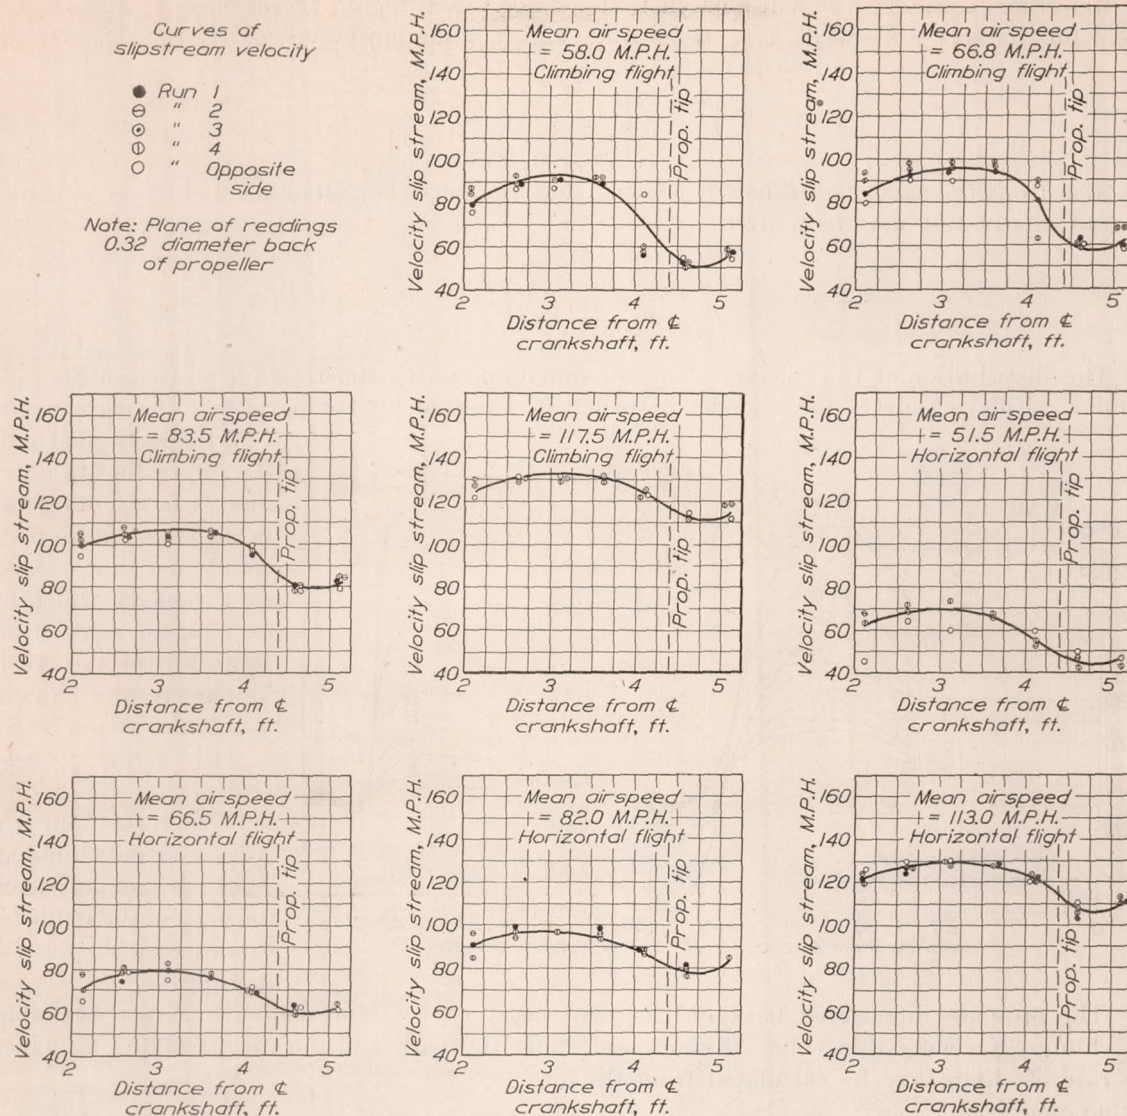 Curves of
slipstream velocity
Run 1
" 2
" 3
" 4
" Opposite
side
Note: Plane of readings
0.32 diameter back
of propeller
Velocity slip stream, M.P.H.
160
140
120
100
80
60
40
Mean airspeed
= 58.0 M.P.H.
Climbing flight
Prop. tip
2 3 4 5
Distance from ℄
crankshaft, ft.
Velocity slip stream, M.P.H.
160
140
120
100
80
60
40
Mean airspeed
= 66.8 M.P.H.
Climbing flight
Prop. tip
2 3 4 5
Distance from ℄
crankshaft, ft.
Velocity slip stream, M.P.H.
160
140
120
100
80
60
40
Mean airspeed
= 83.5 M.P.H.
Climbing flight
Prop. tip
2 3 4 5
Distance from ℄
crankshaft, ft.
Velocity slip stream, M.P.H.
160
140
120
100
80
60
40
Mean airspeed
= 117.5 M.P.H.
Climbing flight
Prop. tip
2 3 4 5
Distance from ℄
crankshaft, ft.
Velocity slip stream, M.P.H.
160
140
120
100
80
60
40
Mean airspeed
= 51.5 M.P.H.
Horizontal flight
Prop. tip
2 3 4 5
Distance from ℄
crankshaft, ft.
Velocity slip stream, M.P.H.
160
140
120
100
80
60
40
Mean airspeed
= 66.5 M.P.H.
Horizontal flight
Prop. tip
2 3 4 5
Distance from ℄
crankshaft, ft.
Velocity slip stream, M.P.H.
160
140
120
100
80
60
40
Mean airspeed
= 82.0 M.P.H.
Horizontal flight
Prop. tip
2 3 4 5
Distance from ℄
crankshaft, ft.
Velocity slip stream, M.P.H.
160
140
120
100
80
60
40
Mean airspeed
= 113.0 M.P.H.
Horizontal flight
Prop. tip
2 3 4 5
Distance from ℄
crankshaft, ft.